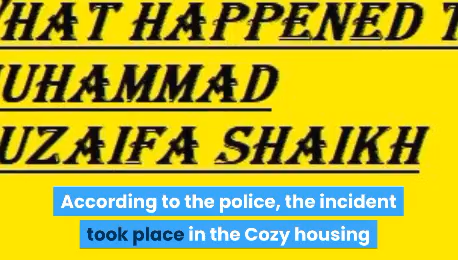 HAT HAPPENED T
UHAMMAD
UZAIFA SHAIKH
According to the police, the incident
took place in the Cozy housing